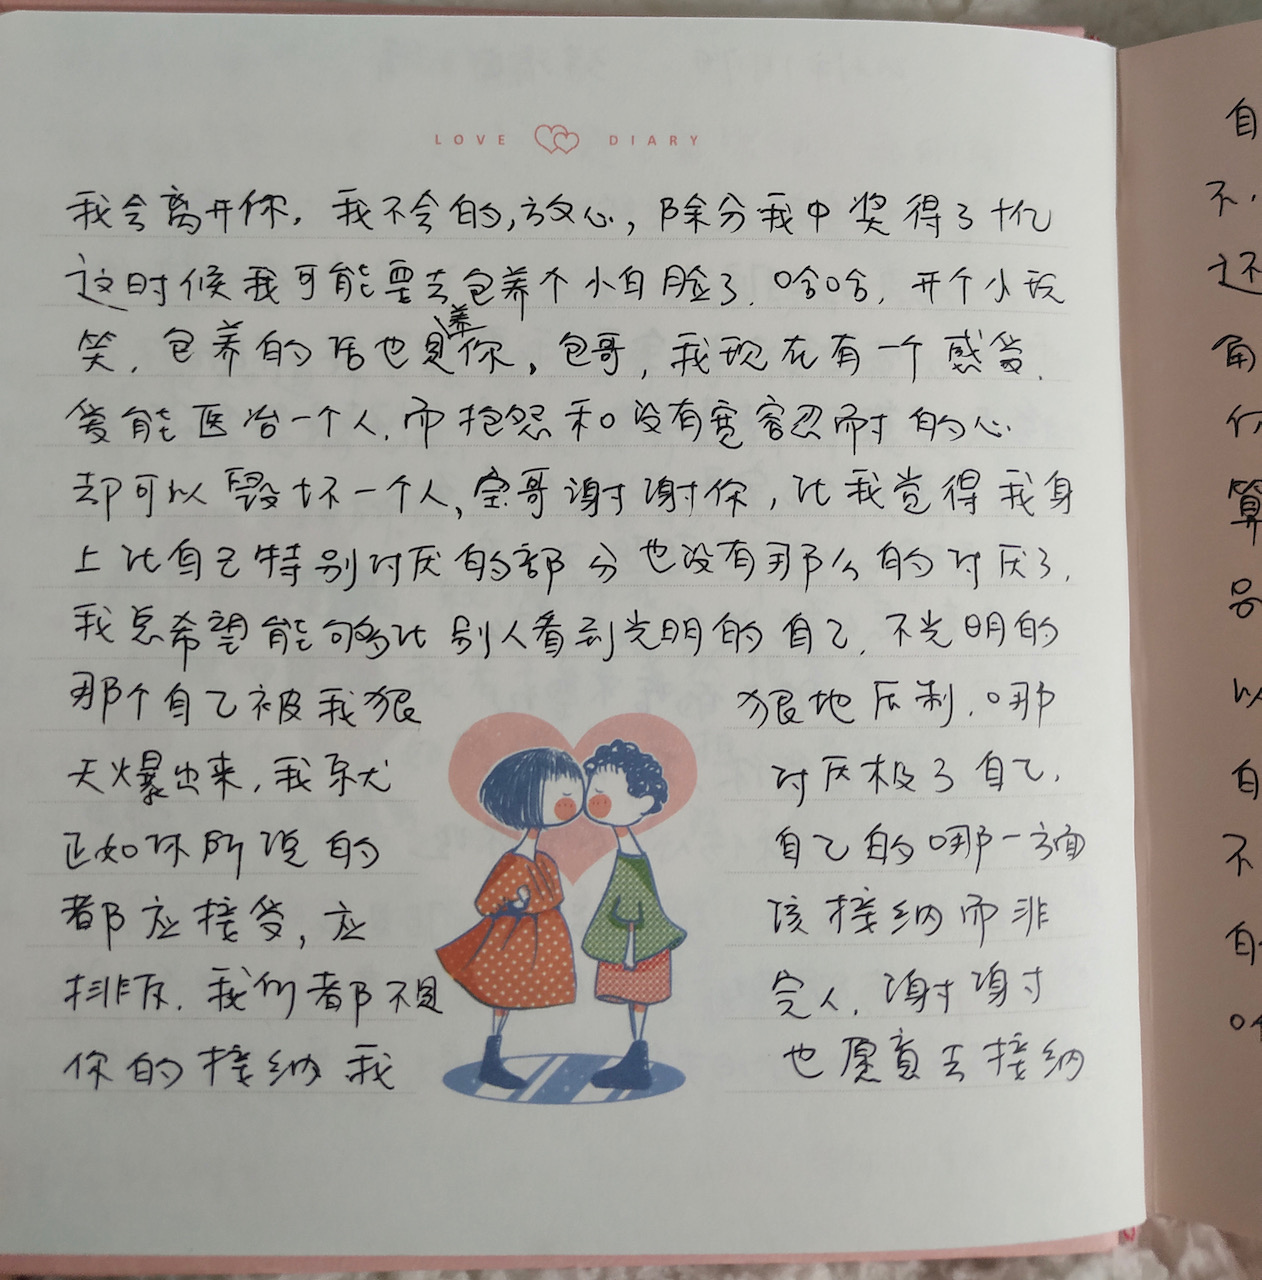 LOVE DIARY
我会离开你，我不会的，放心，除分我中奖得了十亿
这时候我可能要去包养个小白脸了，哈哈，开个小玩
笑，包养的话也是养你，包哥，我现在有一个感受，
爱能医治一个人，而抱怨和没有宽容忍耐的心
却可以毁坏一个人，宝哥谢谢你，让我觉得我身
上让自己特别讨厌的部分也没有那么的讨厌了，
我总希望能够让别人看到光明的自己，不光明的
那个自己被我狠狠地压制，哪
天爆出来，我尔尤讨厌极了自己，
正如你所说的自己的哪一方面
都应接受，应该接纳而非
排斥，我们都不是完人，谢谢
你的接纳我也愿意去接纳
自
不，
还
角
们
算
另
以
自
不
自
哈